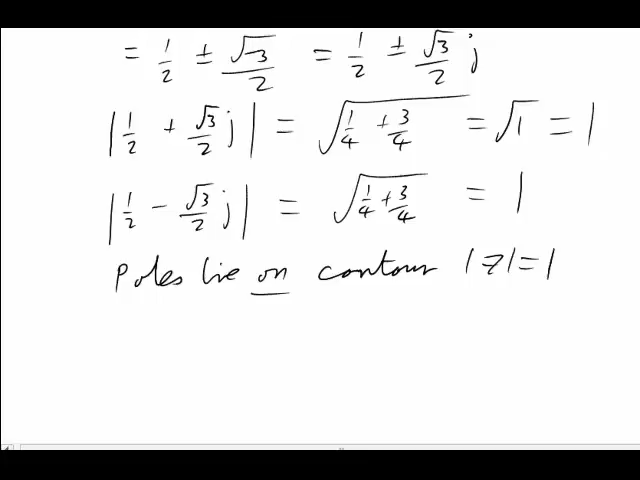 = 1/2 ± √-3/2 = 1/2 ± √3/2 j
|1/2 + √3/2 j| = √(1/4 + 3/4) = √1 = 1
|1/2 - √3/2 j| = √(1/4 + 3/4) = 1
Poles lie on contour |z| = 1